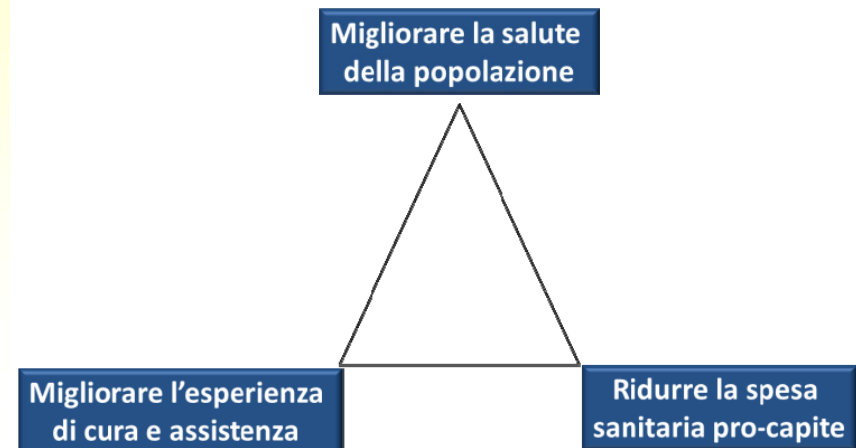 Migliorare la salute
della popolazione
Migliorare l’esperienza
di cura e assistenza
Ridurre la spesa
sanitaria pro-capite